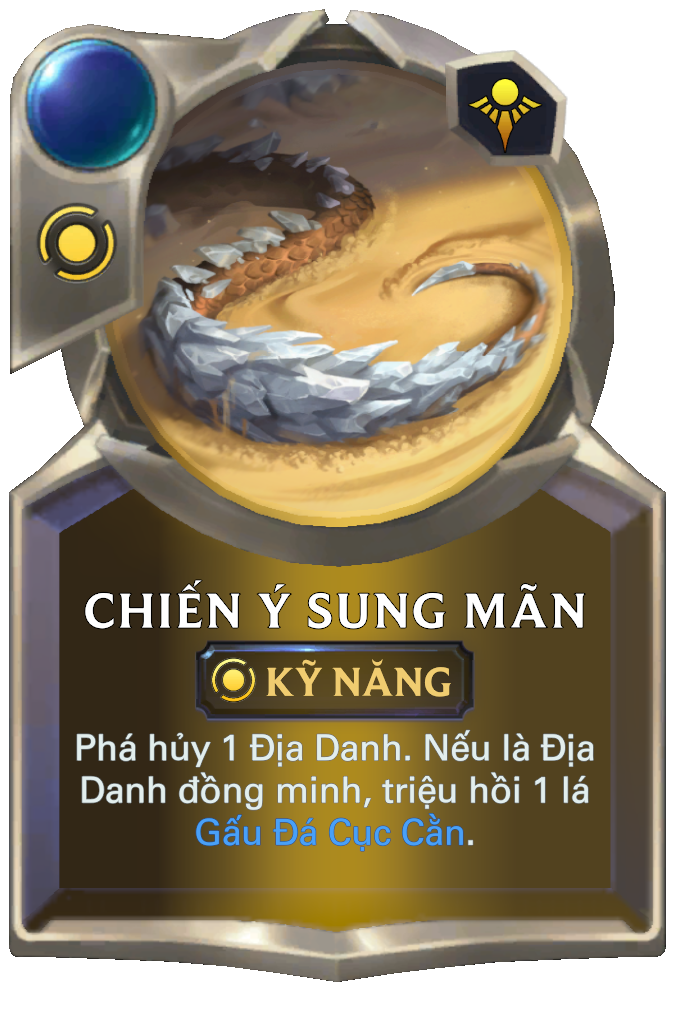 CHIẾN Ý SUNG MÃN
KỸ NĂNG
Phá hủy 1 Địa Danh. Nếu là Địa
Danh đồng minh, triệu hồi 1 lá
Gấu Đá Cục Cằn.